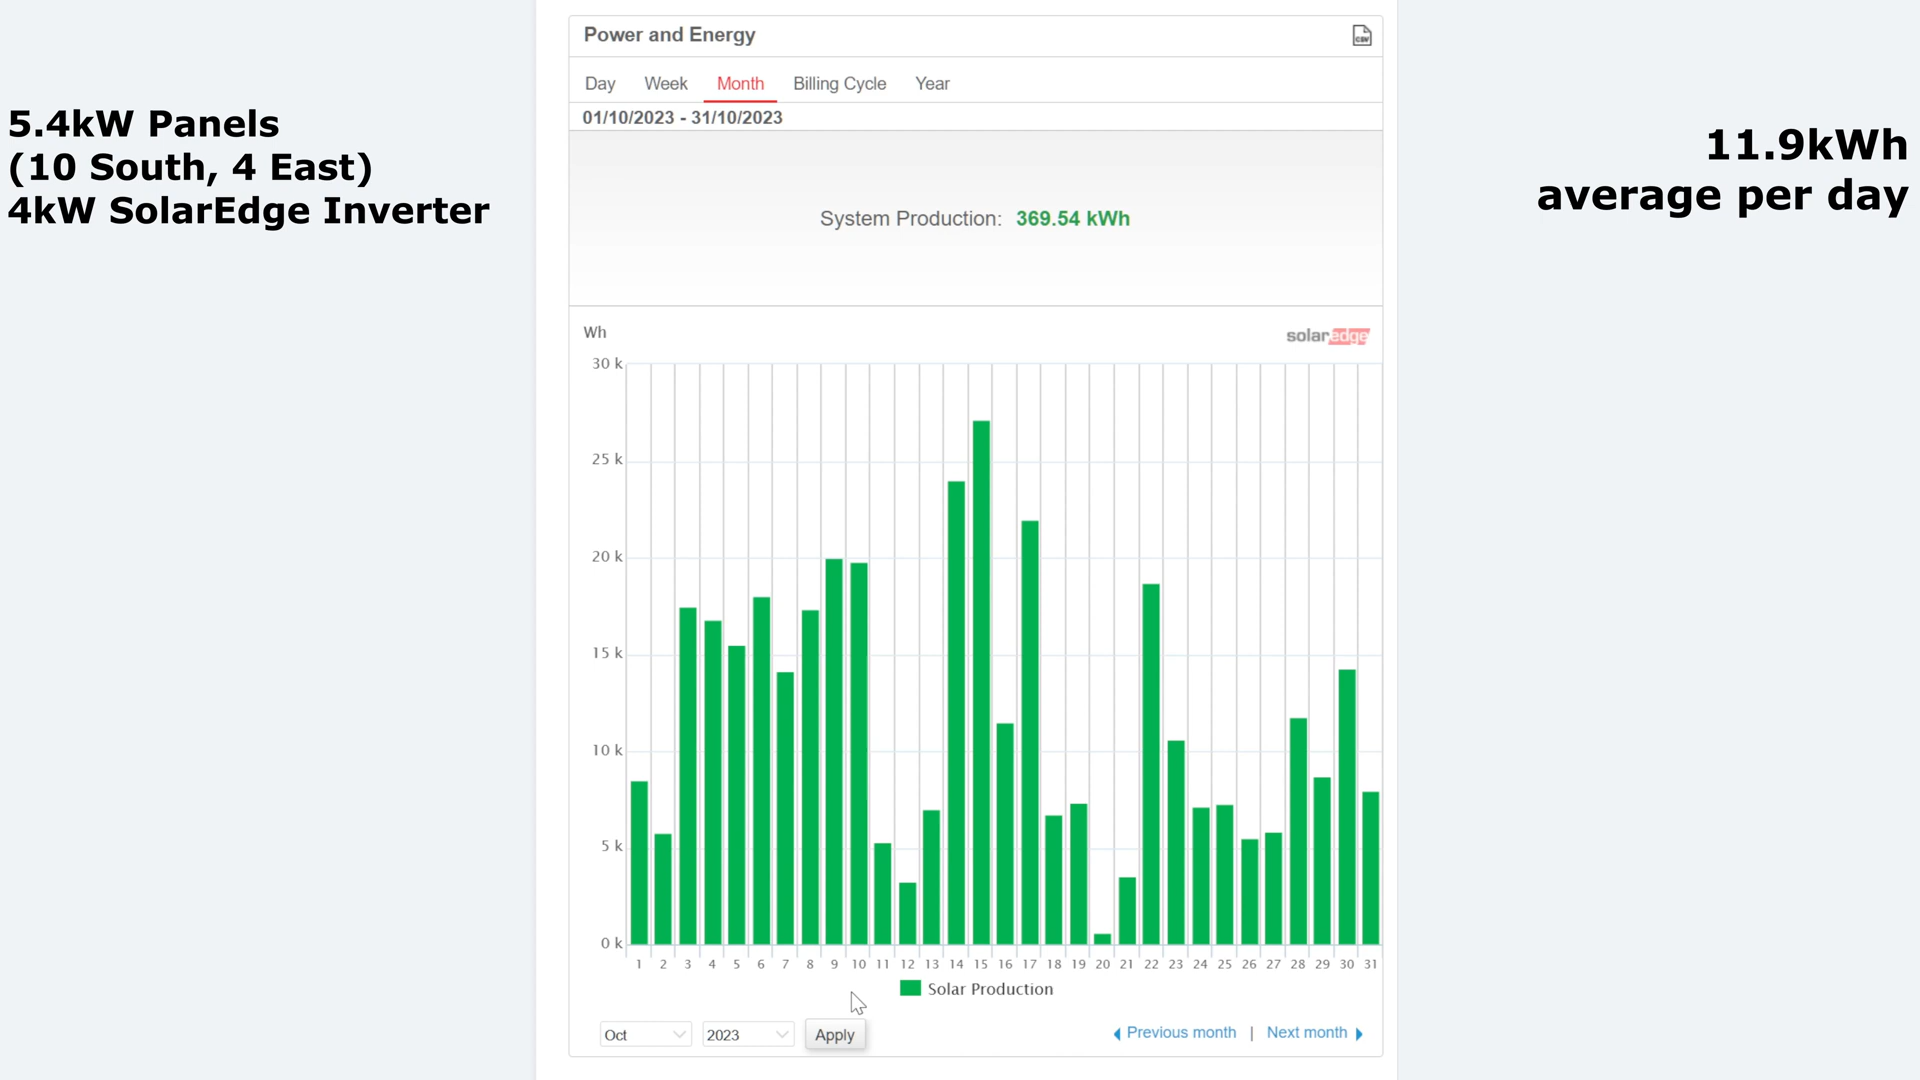 Power and Energy
CSV
Day Week Month Billing Cycle Year
01/10/2023 - 31/10/2023
5.4kW Panels
(10 South, 4 East)
4kW SolarEdge Inverter
11.9kWh
average per day
System Production: 369.54 kWh
Wh
solaredge
30 k
25 k
20 k
15 k
10 k
5 k
0 k
1 2 3 4 5 6 7 8 9 10 11 12 13 14 15 16 17 18 19 20 21 22 23 24 25 26 27 28 29 30 31
Solar Production
Oct 2023 Apply Previous month | Next month